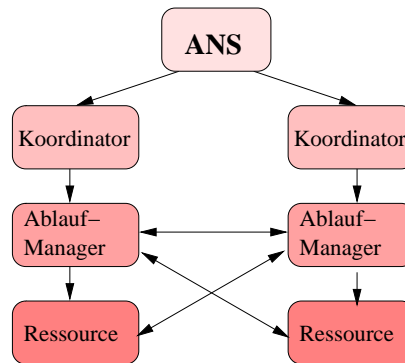 ANS
Koordinator
Koordinator
Ablauf−
Manager
Ablauf−
Manager
Ressource
Ressource